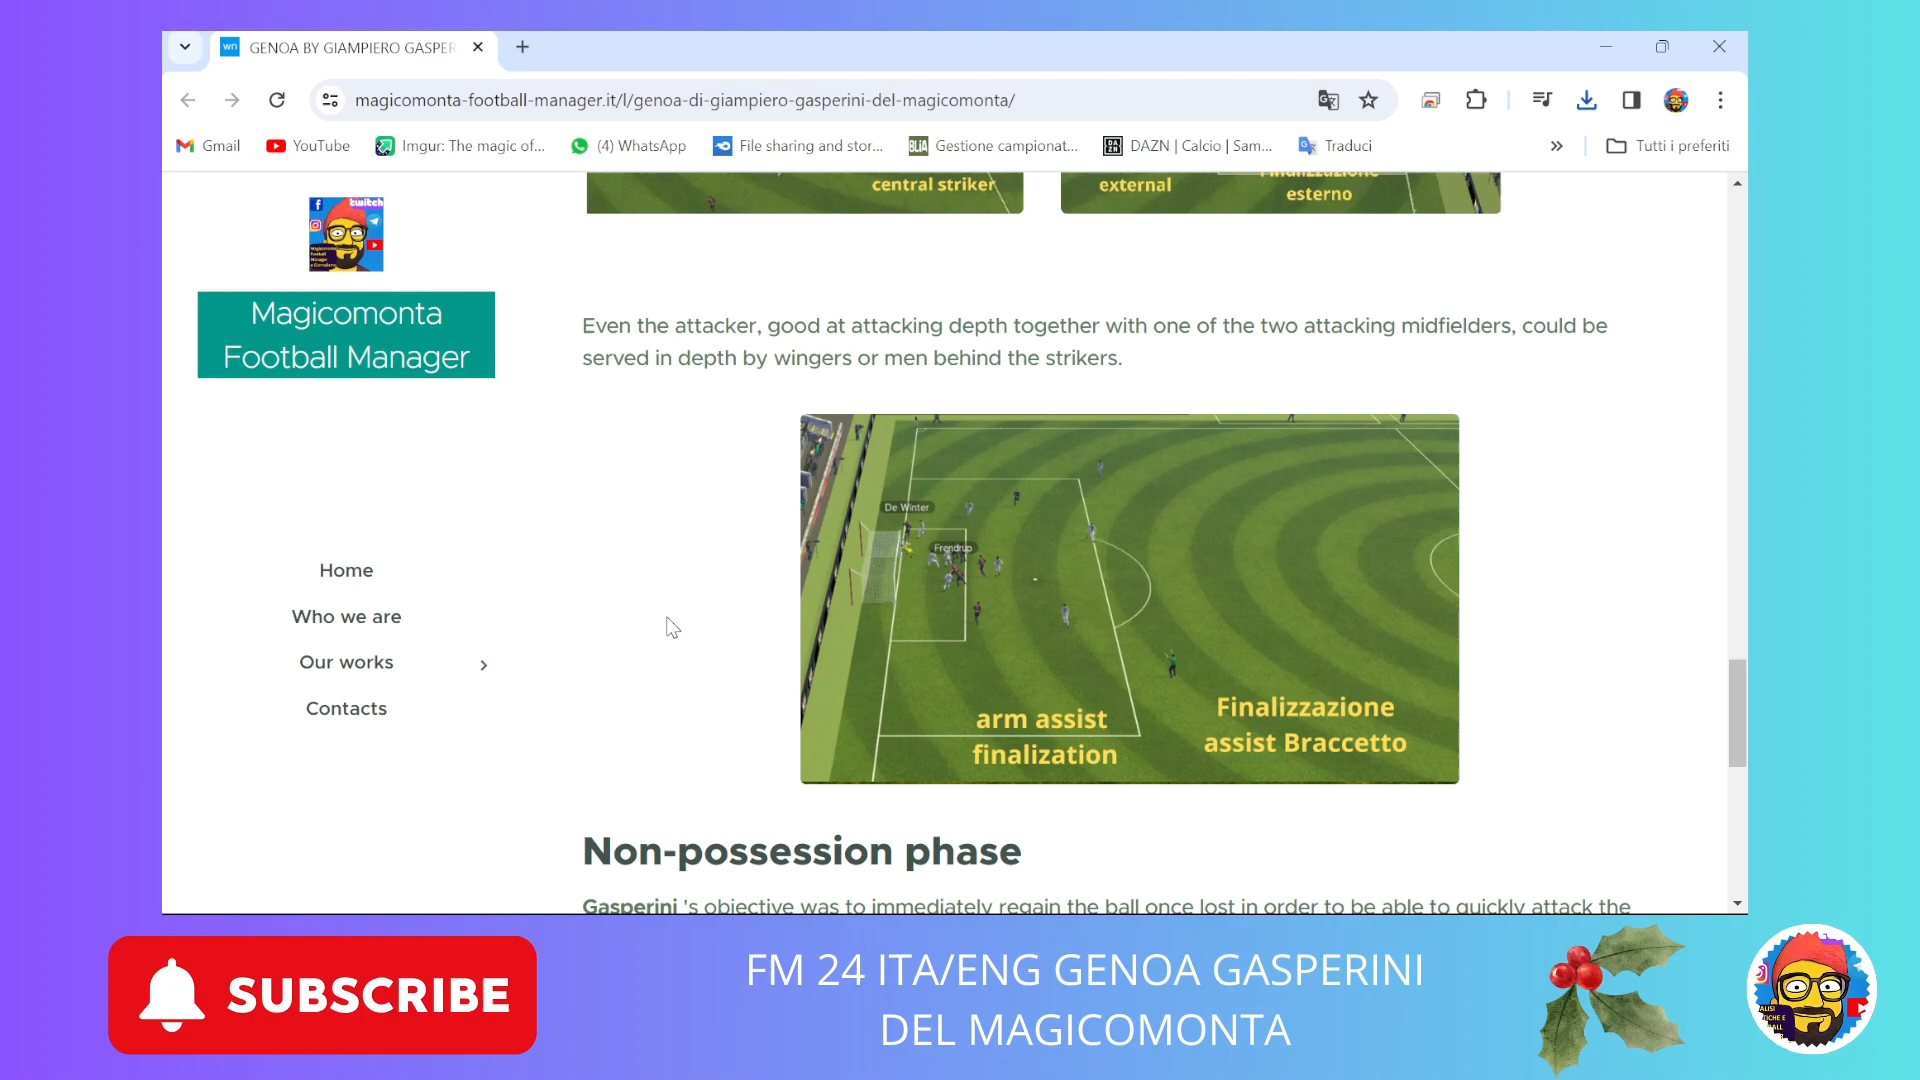 GENOA BY GIAMPIERO GASPER
magicomonta-football-manager.it/l/genoa-di-giampiero-gasperini-del-magicomonta/
Gmail
YouTube
Imgur: The magic of...
(4) WhatsApp
File sharing and stor...
Gestione campionat...
DAZN | Calcio | Sam...
Traduci
Tutti i preferiti
central striker
external
Finalizzazione
esterno
twitch
Magicomonta
Football Manager
Home
Who we are
Our works
Contacts
Even the attacker, good at attacking depth together with one of the two attacking midfielders, could be
served in depth by wingers or men behind the strikers.
De Winter
Frendrup
arm assist
finalization
Finalizzazione
assist Braccetto
Non-possession phase
Gasperini 's objective was to immediately regain the ball once lost in order to be able to quickly attack the
SUBSCRIBE
FM 24 ITA/ENG GENOA GASPERINI
DEL MAGICOMONTA